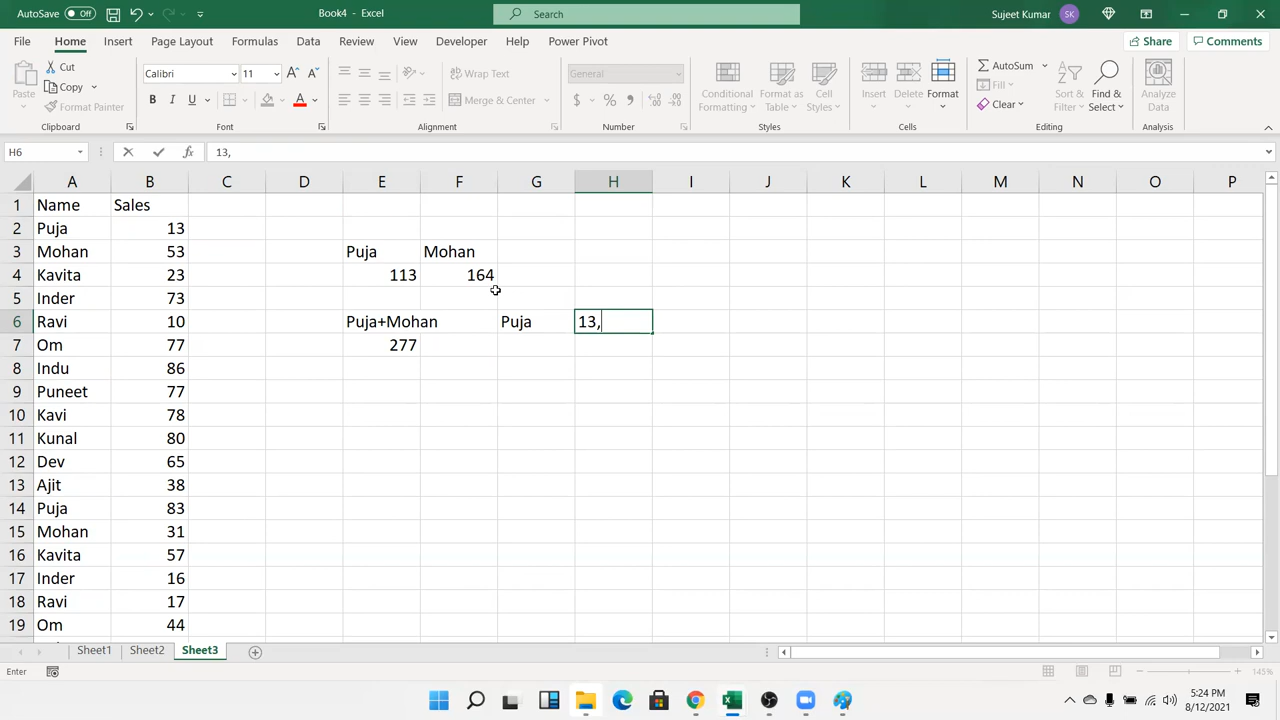 AutoSave Off Book4 - Excel Search Sujeet Kumar SK
File Home Insert Page Layout Formulas Data Review View Developer Help Power Pivot Share Comments
Paste Cut Calibri 11 Wrap Text General Conditional Formatting Format as Table Cell Styles Insert Delete Format AutoSum Sort & Filter Find & Select Analyze Data
Copy Fill
Format Painter B I U A Merge & Center $ % , Clear
Clipboard Font Alignment Number Styles Cells Editing Analysis
H6 fx 13,
A B C D E F G H I J K L M N O P
1 Name Sales
2 Puja 13
3 Mohan 53 Puja Mohan
4 Kavita 23 113 164
5 Inder 73
6 Ravi 10 Puja+Mohan Puja 13,
7 Om 77 277
8 Indu 86
9 Puneet 77
10 Kavi 78
11 Kunal 80
12 Dev 65
13 Ajit 38
14 Puja 83
15 Mohan 31
16 Kavita 57
17 Inder 16
18 Ravi 17
19 Om 44
Sheet1 Sheet2 Sheet3
Enter 145%
5:24 PM
8/12/2021